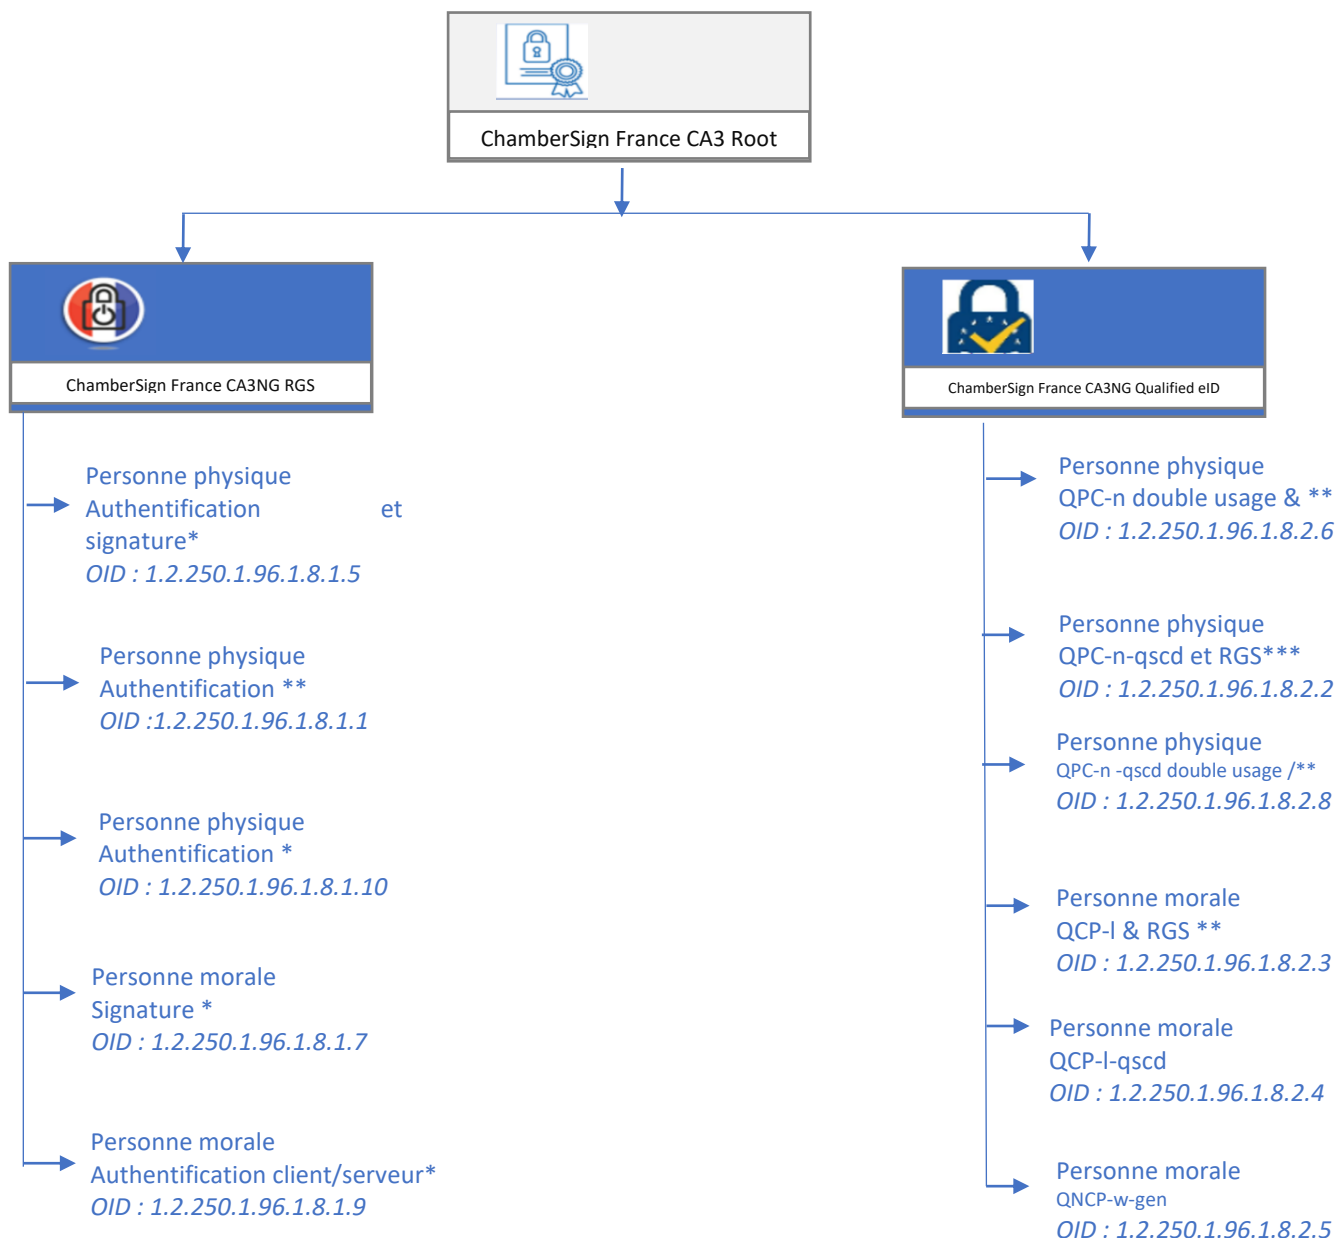 ChamberSign France CA3 Root
ChamberSign France CA3NG RGS
Personne physique
Authentification et
signature*
OID : 1.2.250.1.96.1.8.1.5
Personne physique
Authentification **
OID :1.2.250.1.96.1.8.1.1
Personne physique
Authentification *
OID : 1.2.250.1.96.1.8.1.10
Personne morale
Signature *
OID : 1.2.250.1.96.1.8.1.7
Personne morale
Authentification client/serveur*
OID : 1.2.250.1.96.1.8.1.9
ChamberSign France CA3NG Qualified eID
Personne physique
QPC-n double usage & **
OID : 1.2.250.1.96.1.8.2.6
Personne physique
QPC-n-qscd et RGS***
OID : 1.2.250.1.96.1.8.2.2
Personne physique
QPC-n -qscd double usage /**
OID : 1.2.250.1.96.1.8.2.8
Personne morale
QCP-l & RGS **
OID : 1.2.250.1.96.1.8.2.3
Personne morale
QCP-l-qscd
OID : 1.2.250.1.96.1.8.2.4
Personne morale
QNCP-w-gen
OID : 1.2.250.1.96.1.8.2.5